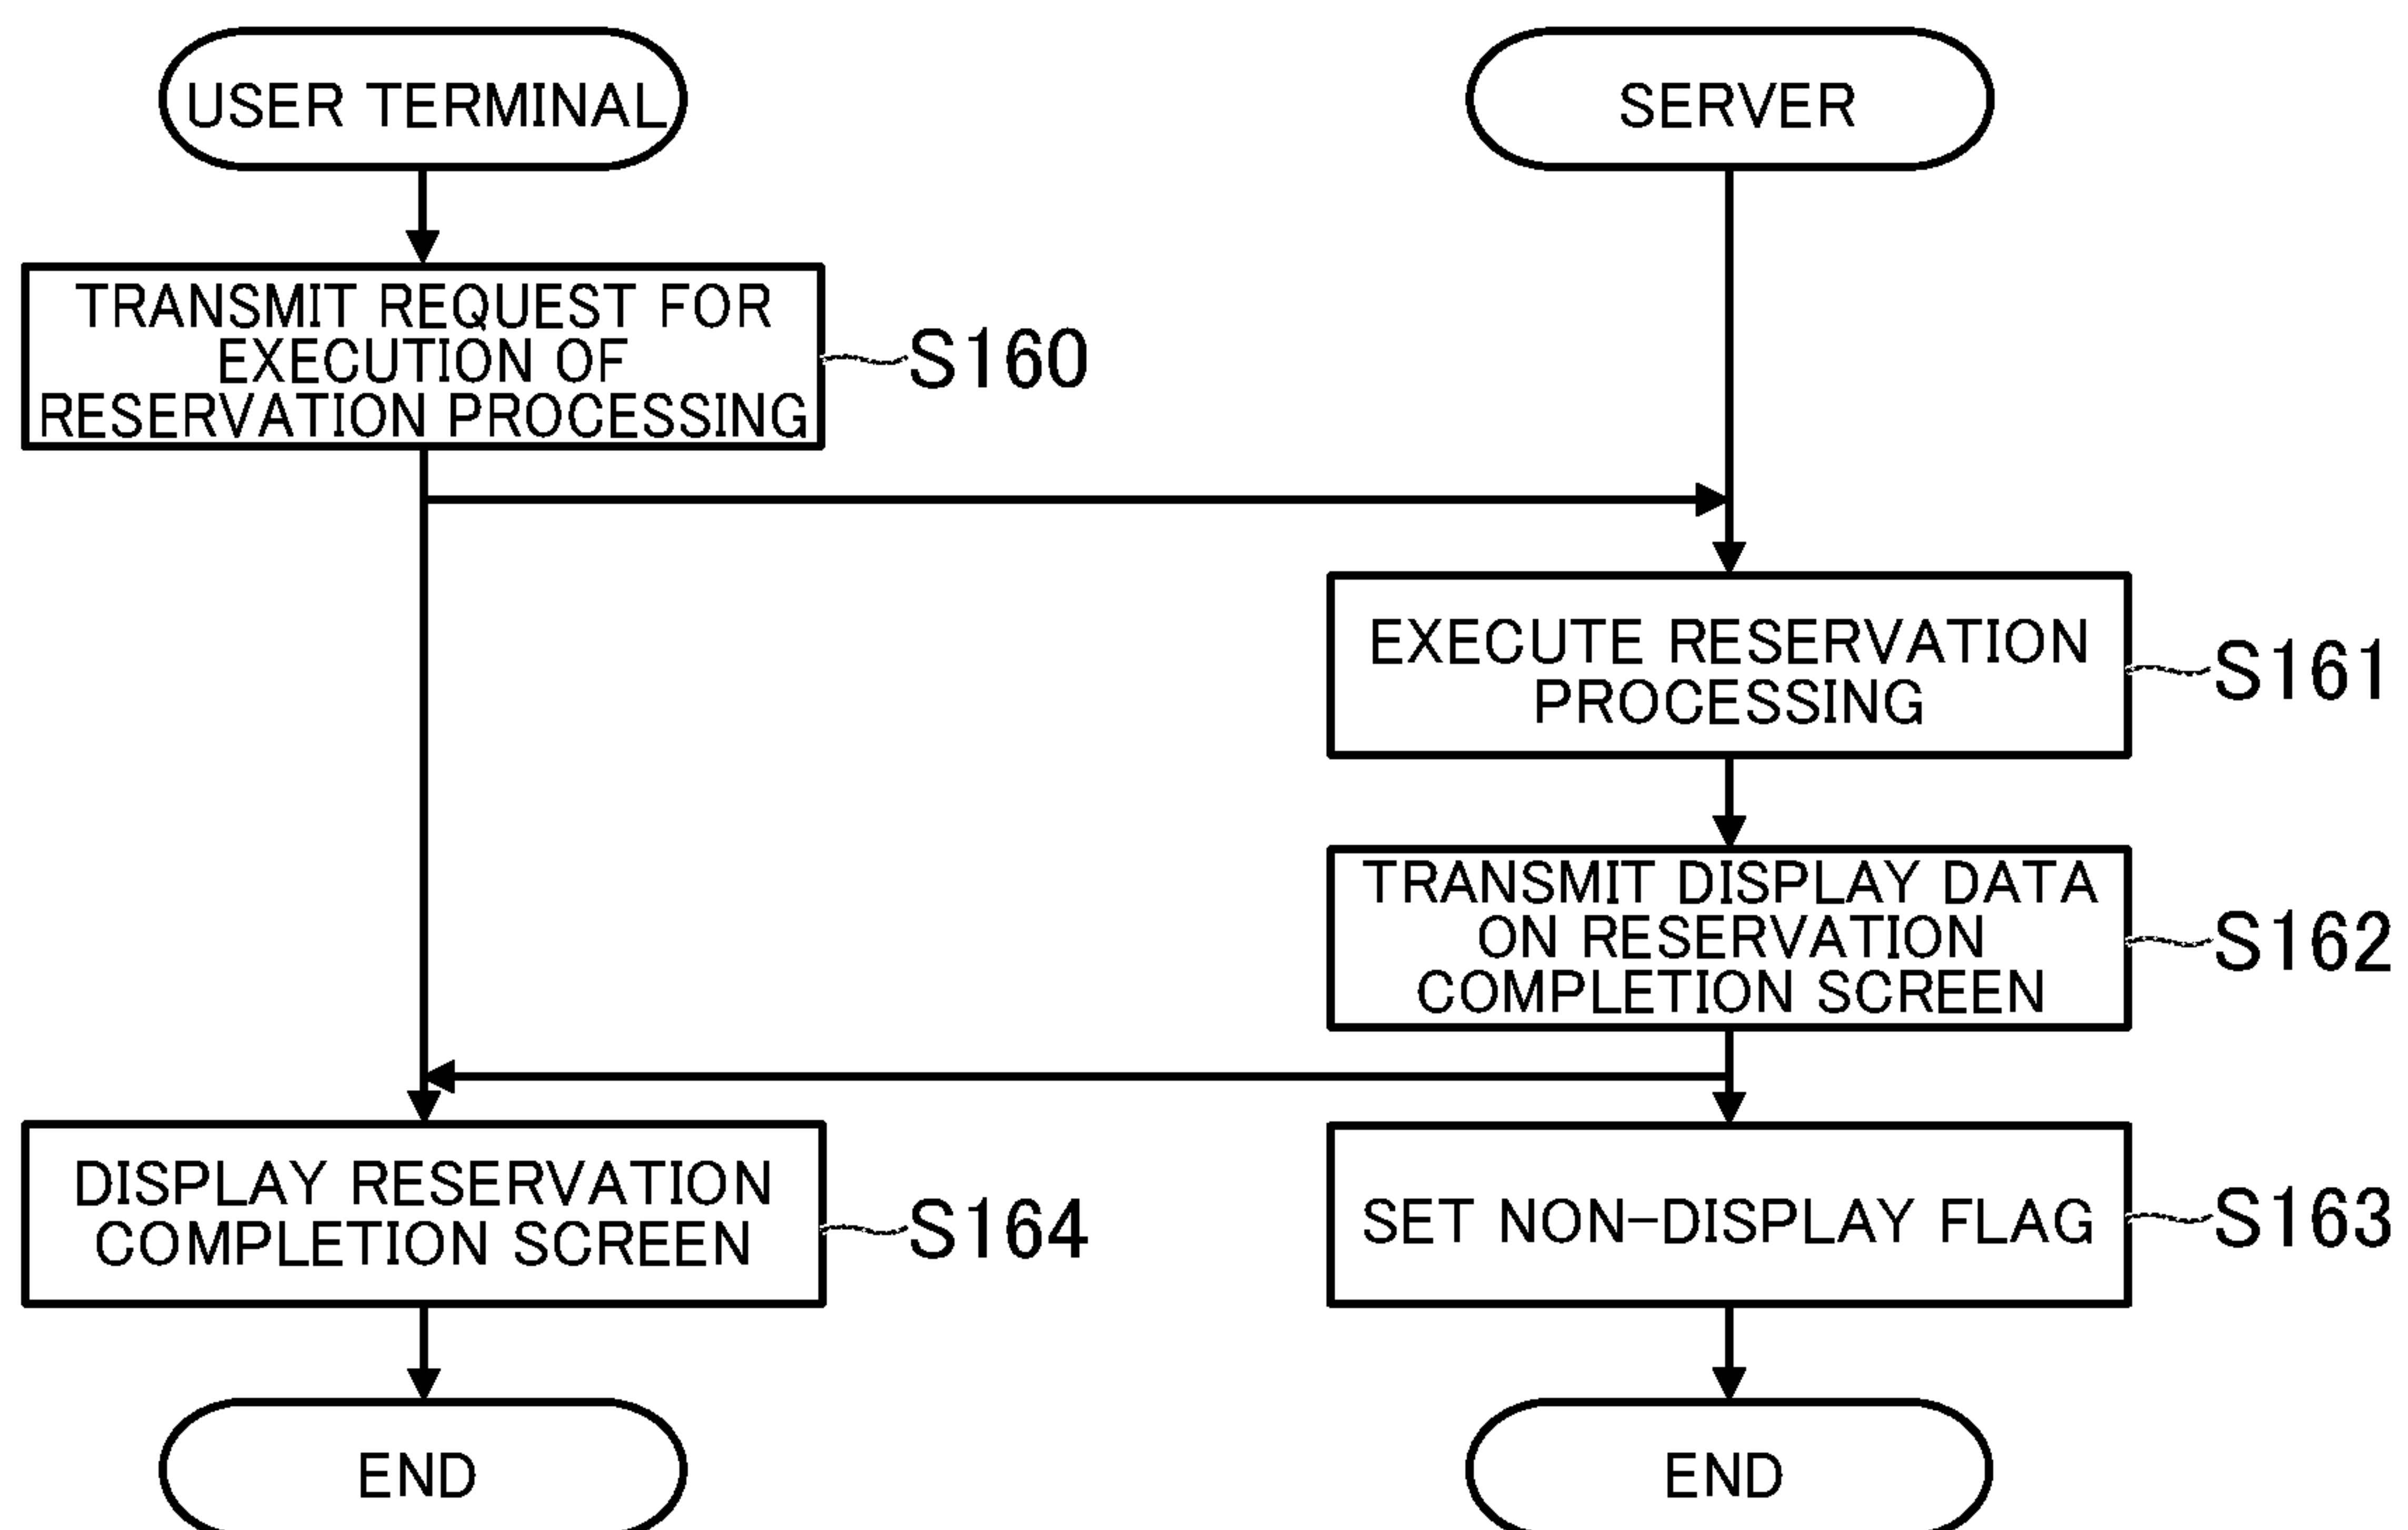 USER TERMINAL
SERVER
TRANSMIT REQUEST FOR
EXECUTION OF
RESERVATION PROCESSING
S160
EXECUTE RESERVATION
PROCESSING
S161
TRANSMIT DISPLAY DATA
ON RESERVATION
COMPLETION SCREEN
S162
DISPLAY RESERVATION
COMPLETION SCREEN
S164
SET NON-DISPLAY FLAG
S163
END
END